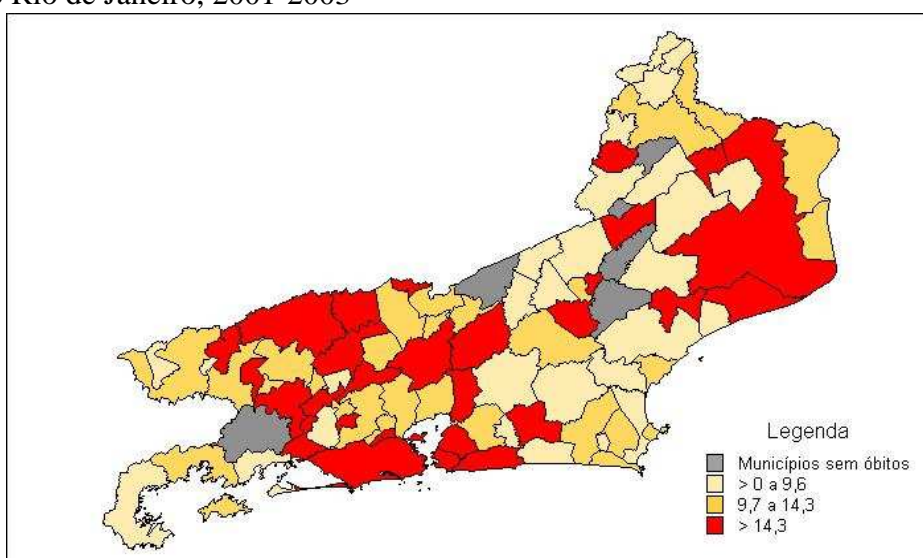 Rio de Janeiro, 2001-2003
Legenda
Municípios sem óbitos
> 0 a 9,6
9,7 a 14,3
> 14,3